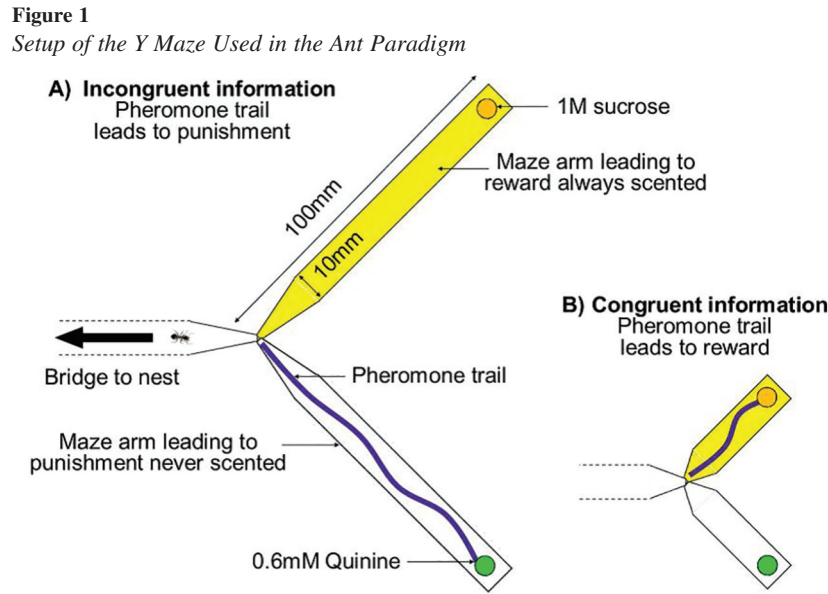 Figure 1
Setup of the Y Maze Used in the Ant Paradigm
A) Incongruent information
Pheromone trail
leads to punishment
1M sucrose
Maze arm leading to
reward always scented
100mm
10mm
B) Congruent information
Pheromone trail
leads to reward
Bridge to nest
Pheromone trail
Maze arm leading to
punishment never scented
0.6mM Quinine